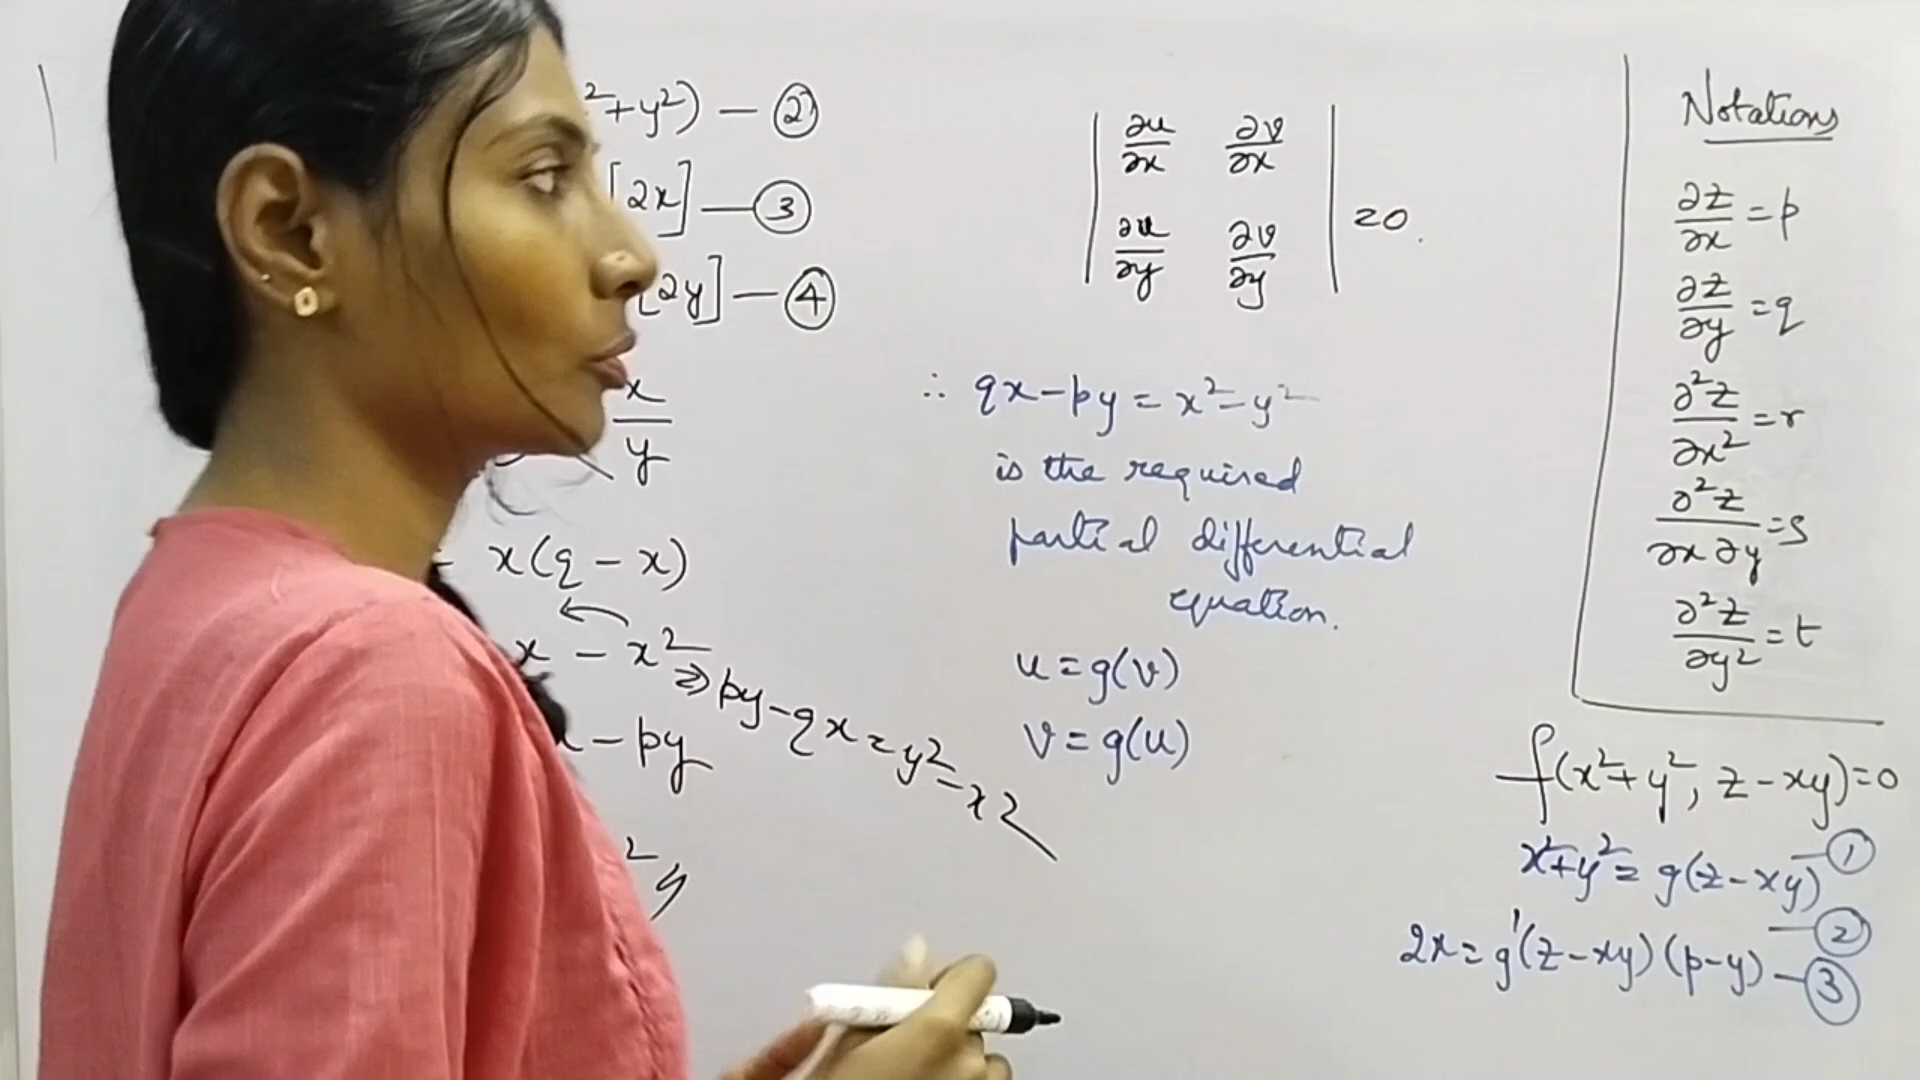 ²+y²) — ②
[2x] — ③
[2y] — ④
x/y
x(q - x)
x - x²
⇒ py - qx = y² - x²
x - py
²y
| ∂u/∂x ∂v/∂x |
| ∂u/∂y ∂v/∂y | = 0.
∴ qx - py = x² - y²
is the required
partial differential
equation.
u = g(v)
v = g(u)
Notations
∂z/∂x = p
∂z/∂y = q
∂²z/∂x² = r
∂²z/∂x∂y = s
∂²z/∂y² = t
f(x²+y², z-xy)=0
— ①
x²+y² = g(z-xy)
— ②
2x = g'(z-xy)(p-y) — ③